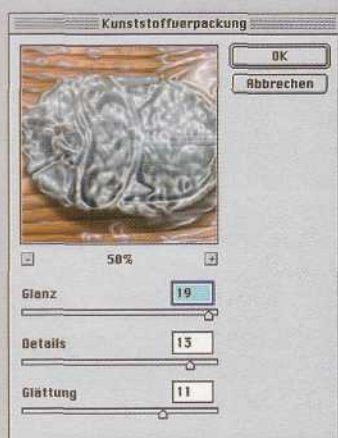 Kunststoffverpackung
OK
Abbrechen
- 50% +
Glanz 19
Details 13
Glättung 11